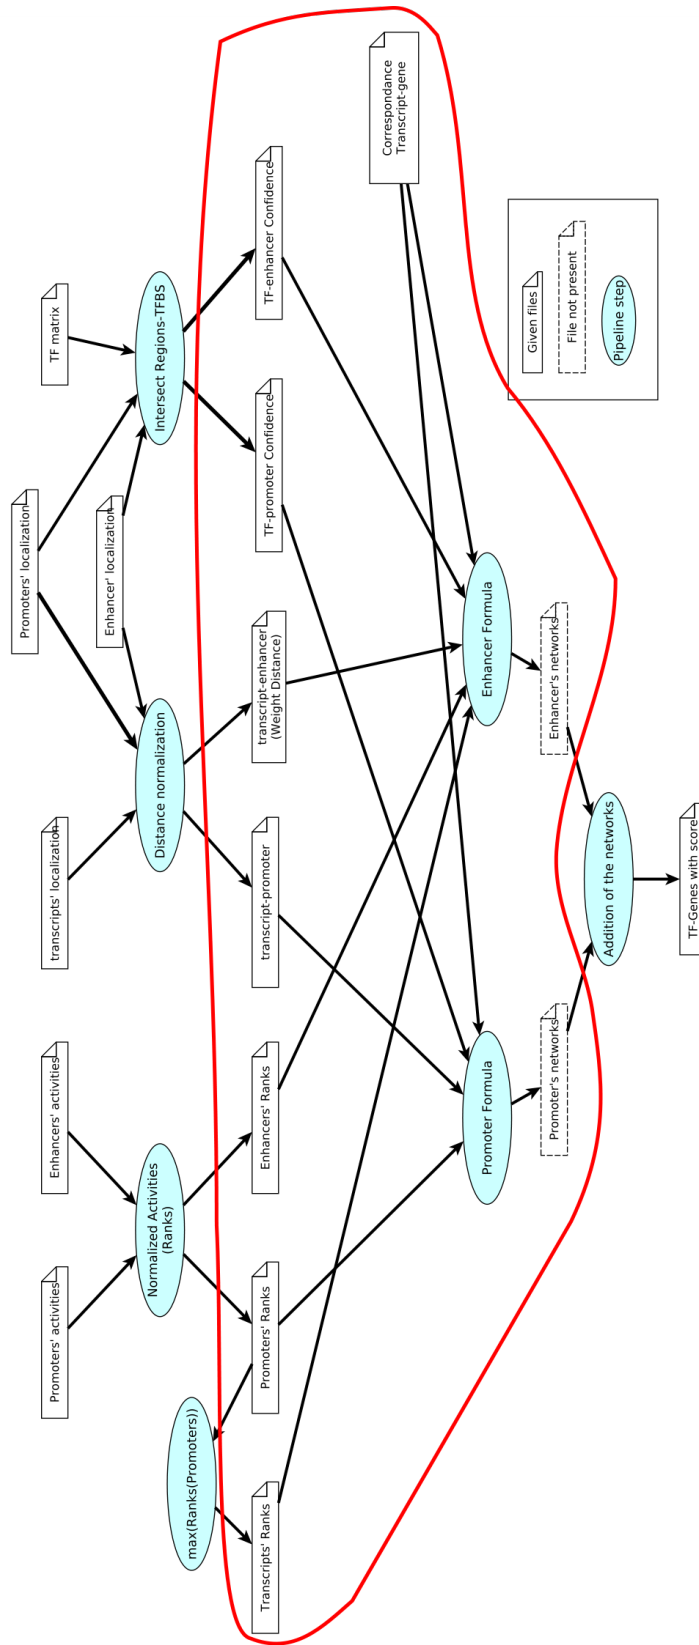 Promoters' activities
Enhancers' activities
transcripts' localization
Promoters' localization
Enhancer' localization
TF matrix
max(Ranks(Promoters))
Normalized Activities
(Ranks)
Distance normalization
Intersect Regions-TFBS
Transcripts' Ranks
Promoters' Ranks
Enhancers' Ranks
transcript-promoter
transcript-enhancer
(Weight Distance)
TF-promoter Confidence
TF-enhancer Confidence
Correspondance
Transcript-gene
Promoter Formula
Enhancer Formula
Promoter's networks
Enhancer's networks
Addition of the networks
TF-Genes with score
Given files
File not present
Pipeline step